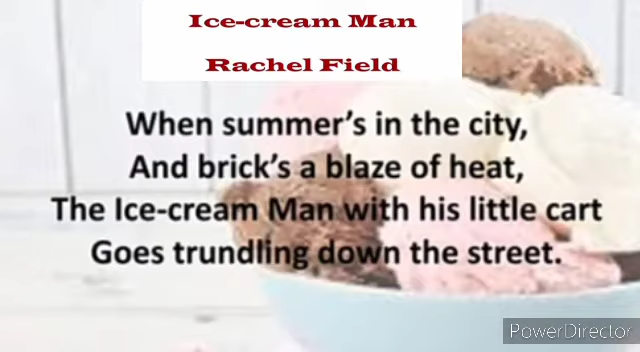 Ice-cream Man
Rachel Field
When summer's in the city,
And brick's a blaze of heat,
The Ice-cream Man with his little cart
Goes trundling down the street.
PowerDirector